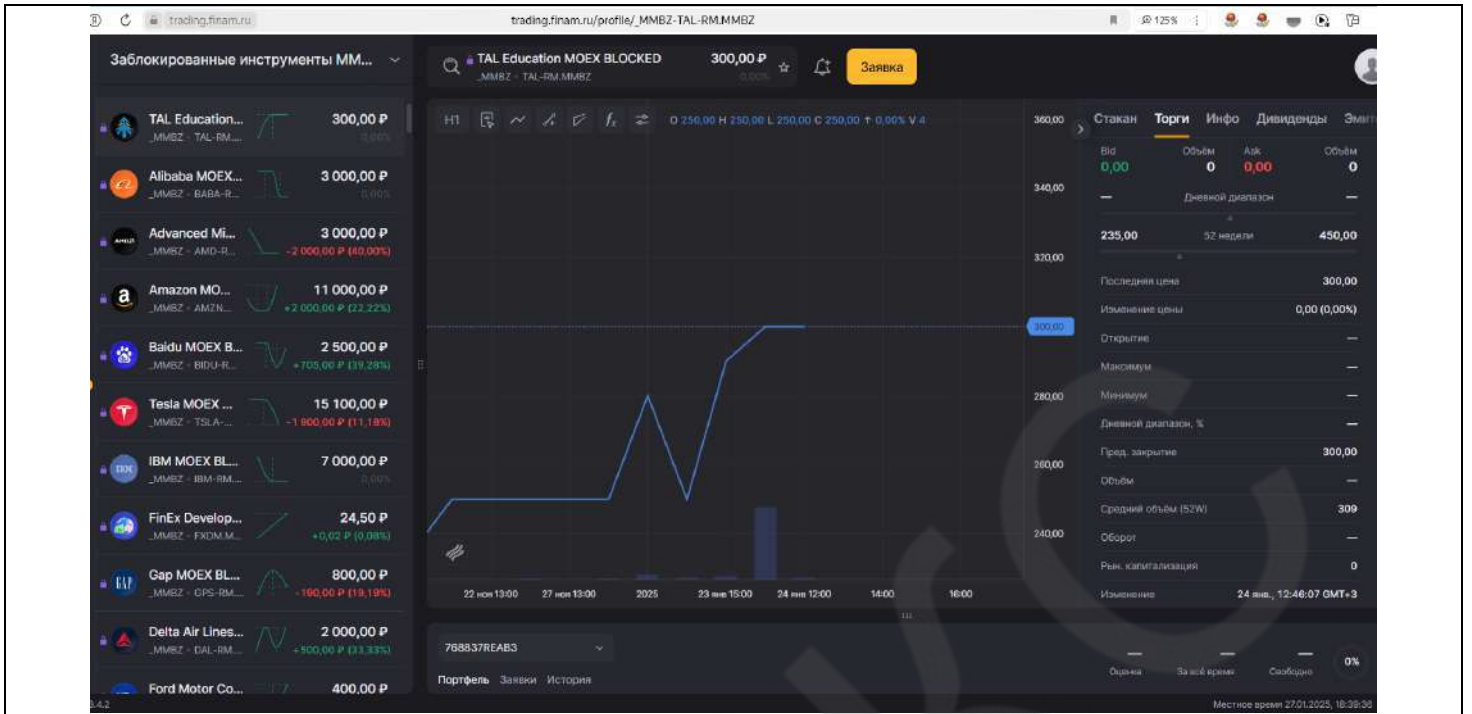 trading.finam.ru
trading.finam.ru/profile/_MMBZ-TAL-RM.MMBZ
125%
Заблокированные инструменты ММ...
TAL Education MOEX BLOCKED
300,00 ₽
_MMBZ · TAL-RM.MMBZ
0,00%
Заявка
TAL Education...
300,00 ₽
_MMBZ · TAL-RM....
0,00%
Alibaba MOEX...
3 000,00 ₽
_MMBZ · BABA-R...
0,00%
Advanced Mi...
3 000,00 ₽
_MMBZ · AMD-R...
-2 000,00 ₽ (40,00%)
Amazon MO...
11 000,00 ₽
_MMBZ · AMZN...
+2 000,00 ₽ (22,22%)
Baidu MOEX B...
2 500,00 ₽
_MMBZ · BIDU-R...
+705,00 ₽ (39,28%)
Tesla MOEX ...
15 100,00 ₽
_MMBZ · TSLA-...
-1 900,00 ₽ (11,18%)
IBM MOEX BL...
7 000,00 ₽
_MMBZ · IBM-RM....
0,00%
FinEx Develop...
24,50 ₽
_MMBZ · FXDM.M...
+0,02 ₽ (0,08%)
Gap MOEX BL...
800,00 ₽
_MMBZ · GPS-RM....
-190,00 ₽ (19,19%)
Delta Air Lines...
2 000,00 ₽
_MMBZ · DAL-RM...
+500,00 ₽ (33,33%)
Ford Motor Co...
400,00 ₽
H1
O 250,00 H 250,00 L 250,00 C 250,00 ↑ 0,00% V 4
360,00
340,00
320,00
300,00
280,00
260,00
240,00
22 ноя 13:00
27 ноя 13:00
2025
23 янв 15:00
24 янв 12:00
14:00
16:00
Стакан Торги Инфо Дивиденды
Bid Объём Ask Объём
0,00 0 0,00 0
— Дневной диапазон —
235,00 52 недели 450,00
Последняя цена 300,00
Изменение цены 0,00 (0,00%)
Открытие —
Максимум —
Минимум —
Дневной диапазон, % —
Пред. закрытие 300,00
Объём —
Средний объём (52W) 309
Оборот —
Рын. капитализация 0
Изменение 24 янв., 12:46:07 GMT+3
768837REAB3
Портфель Заявки История
— — —
Оценка За всё время Свободно
0%
Местное время 27.01.2025, 18:39:36